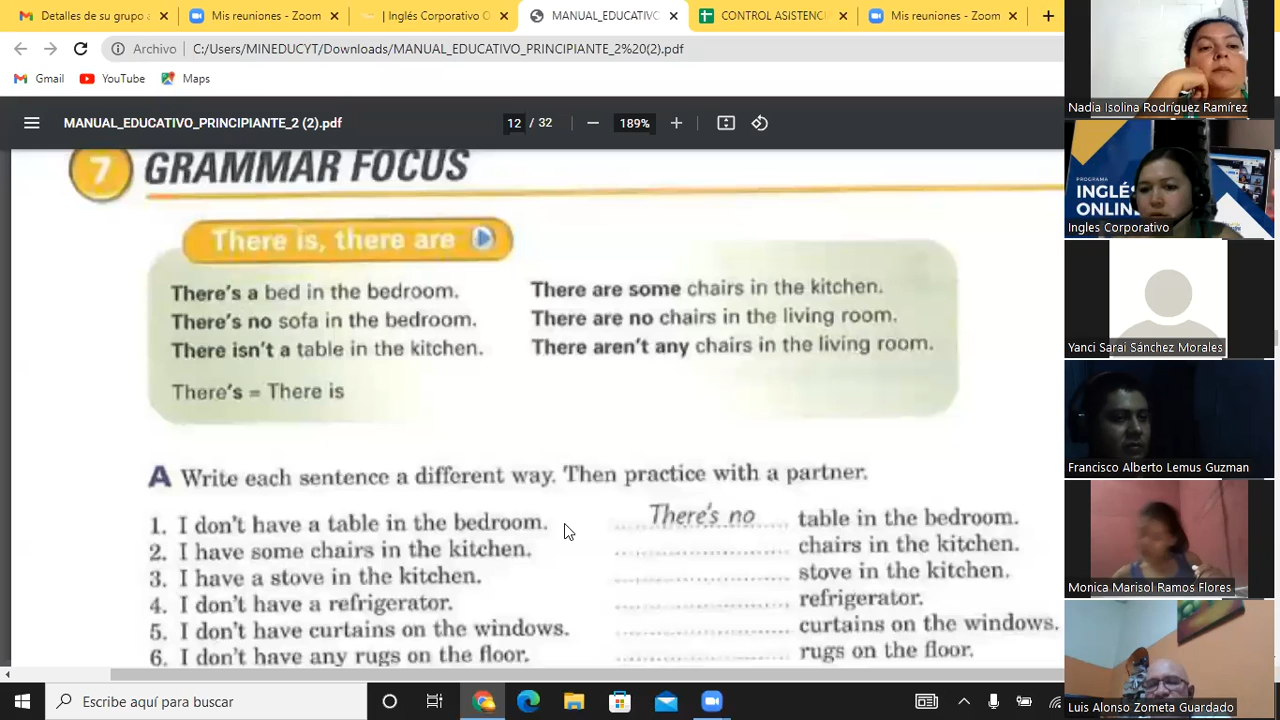 Detalles de su grupo a
Mis reuniones - Zoom
| Inglés Corporativo O
MANUAL_EDUCATIVO
CONTROL ASISTENCI
Mis reuniones - Zoom
Archivo
C:/Users/MINEDUCYT/Downloads/MANUAL_EDUCATIVO_PRINCIPIANTE_2%20(2).pdf
Gmail
YouTube
Maps
MANUAL_EDUCATIVO_PRINCIPIANTE_2 (2).pdf
12 / 32
189%
7 GRAMMAR FOCUS
There is, there are
There's a bed in the bedroom.
There's no sofa in the bedroom.
There isn't a table in the kitchen.
There's = There is
There are some chairs in the kitchen.
There are no chairs in the living room.
There aren't any chairs in the living room.
A Write each sentence a different way. Then practice with a partner.
1. I don't have a table in the bedroom. There's no table in the bedroom.
2. I have some chairs in the kitchen. chairs in the kitchen.
3. I have a stove in the kitchen. stove in the kitchen.
4. I don't have a refrigerator. refrigerator.
5. I don't have curtains on the windows. curtains on the windows.
6. I don't have any rugs on the floor. rugs on the floor.
Nadia Isolina Rodríguez Ramírez
PROGRAMA
INGLÉS
ONLINE
Ingles Corporativo
Yanci Sarai Sánchez Morales
Francisco Alberto Lemus Guzman
Monica Marisol Ramos Flores
Luis Alonso Zometa Guardado
Escribe aquí para buscar